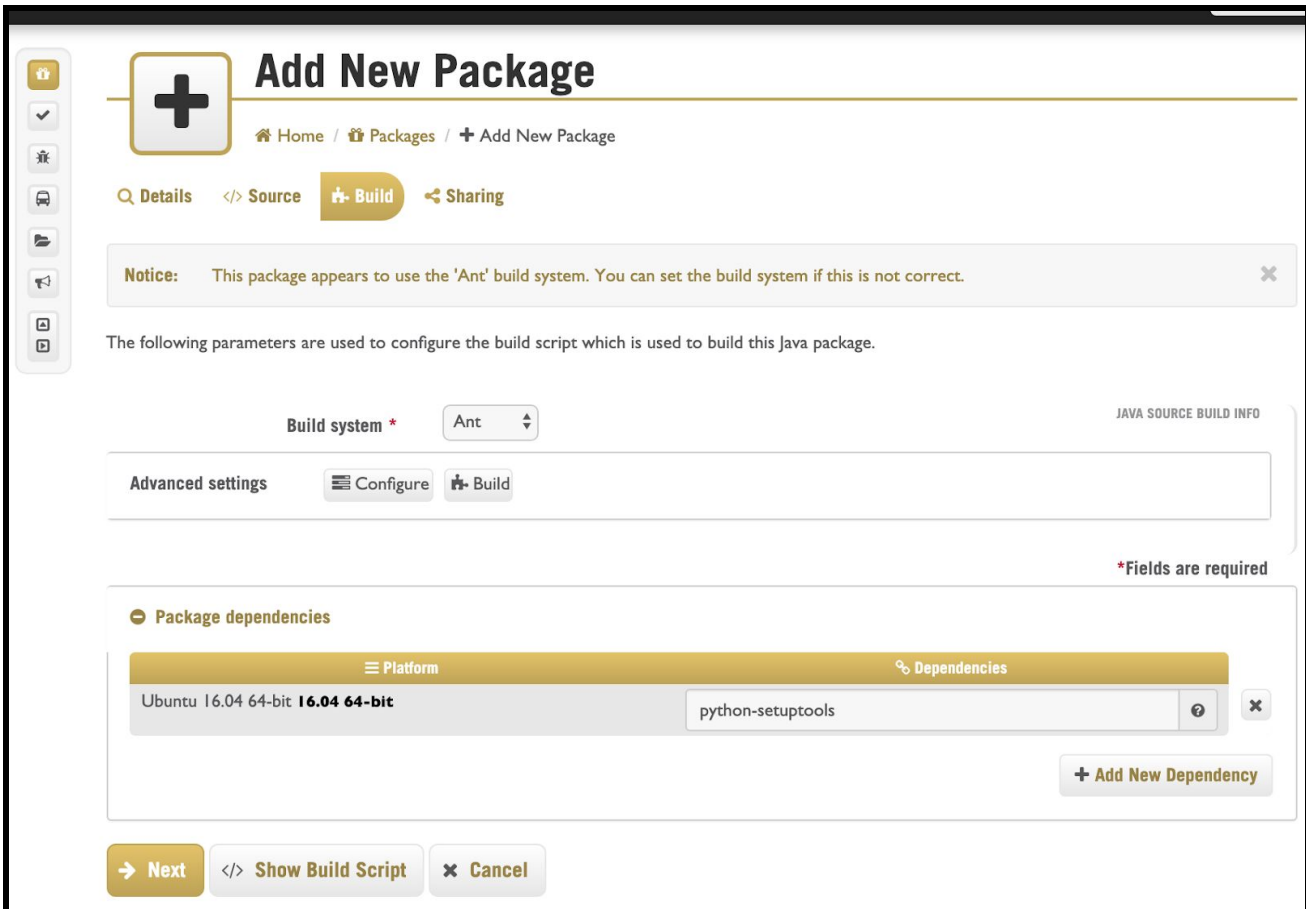 Add New Package
Home / Packages / Add New Package
Details </> Source Build Sharing
Notice: This package appears to use the 'Ant' build system. You can set the build system if this is not correct.
The following parameters are used to configure the build script which is used to build this Java package.
JAVA SOURCE BUILD INFO
Build system * Ant
Advanced settings Configure Build
*Fields are required
Package dependencies
Platform Dependencies
Ubuntu 16.04 64-bit 16.04 64-bit python-setuptools
+ Add New Dependency
Next </> Show Build Script Cancel